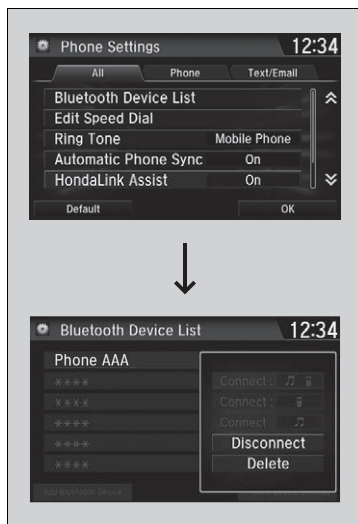 Phone Settings 12:34
All Phone Text/Email
Bluetooth Device List
Edit Speed Dial
Ring Tone Mobile Phone
Automatic Phone Sync On
HondaLink Assist On
Default OK
Bluetooth Device List 12:34
Phone AAA
**** Connect :
**** Connect :
**** Connect
**** Disconnect
**** Delete
Add Bluetooth Device